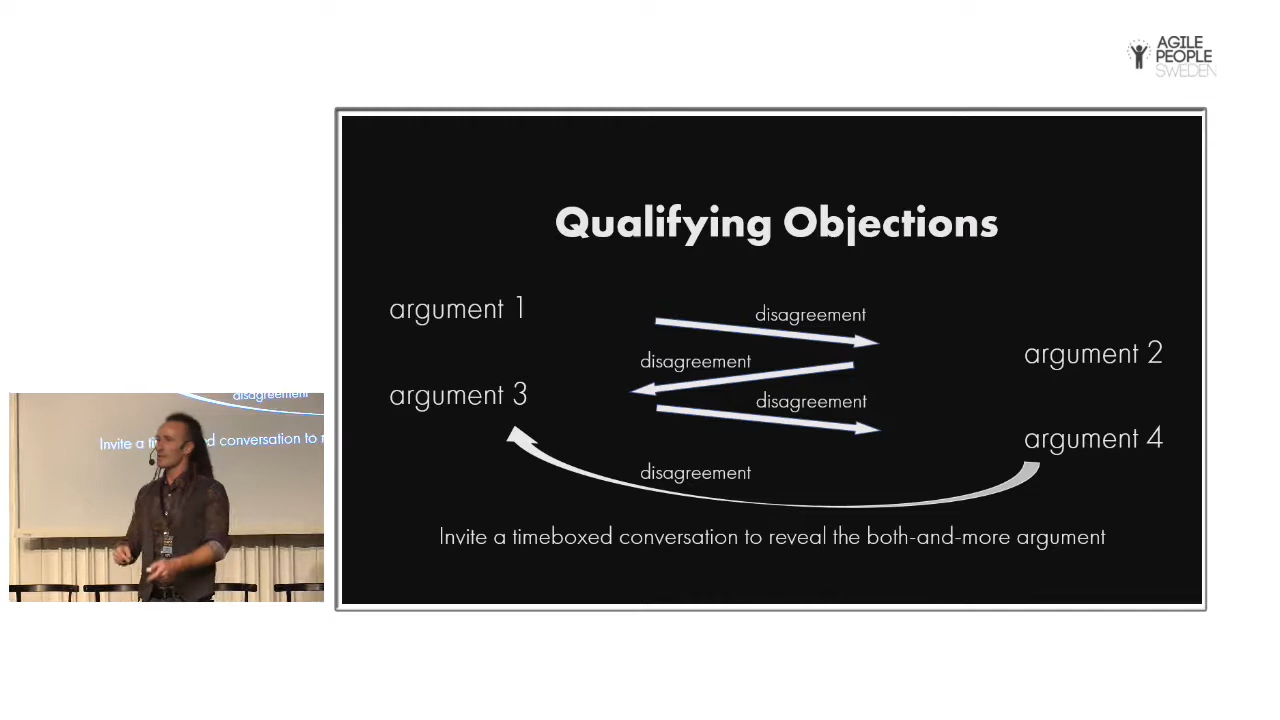 AGILE
PEOPLE
SWEDEN
Qualifying Objections
argument 1
disagreement
argument 2
disagreement
argument 3
disagreement
argument 4
disagreement
Invite a timeboxed conversation to reveal the both-and-more argument
disagreement
Invite a conversation to